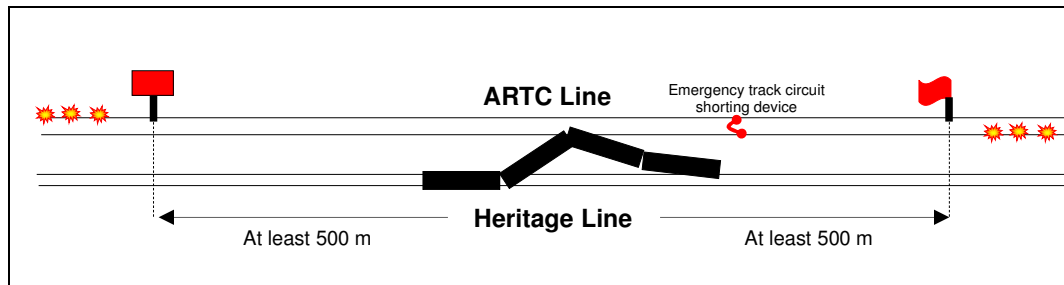 ARTC Line
Emergency track circuit
shorting device
Heritage Line
At least 500 m
At least 500 m